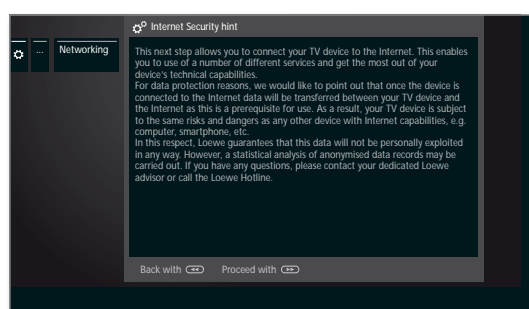 Internet Security hint
... Networking
This next step allows you to connect your TV device to the Internet. This enables
you to use of a number of different services and get the most out of your
device's technical capabilities.
For data protection reasons, we would like to point out that once the device is
connected to the Internet data will be transferred between your TV device and
the Internet as this is a prerequisite for use. As a result, your TV device is subject
to the same risks and dangers as any other device with Internet capabilities, e.g.
computer, smartphone, etc.
In this respect, Loewe guarantees that this data will not be personally exploited
in any way. However, a statistical analysis of anonymised data records may be
carried out. If you have any questions, please contact your dedicated Loewe
advisor or call the Loewe Hotline.
Back with Proceed with